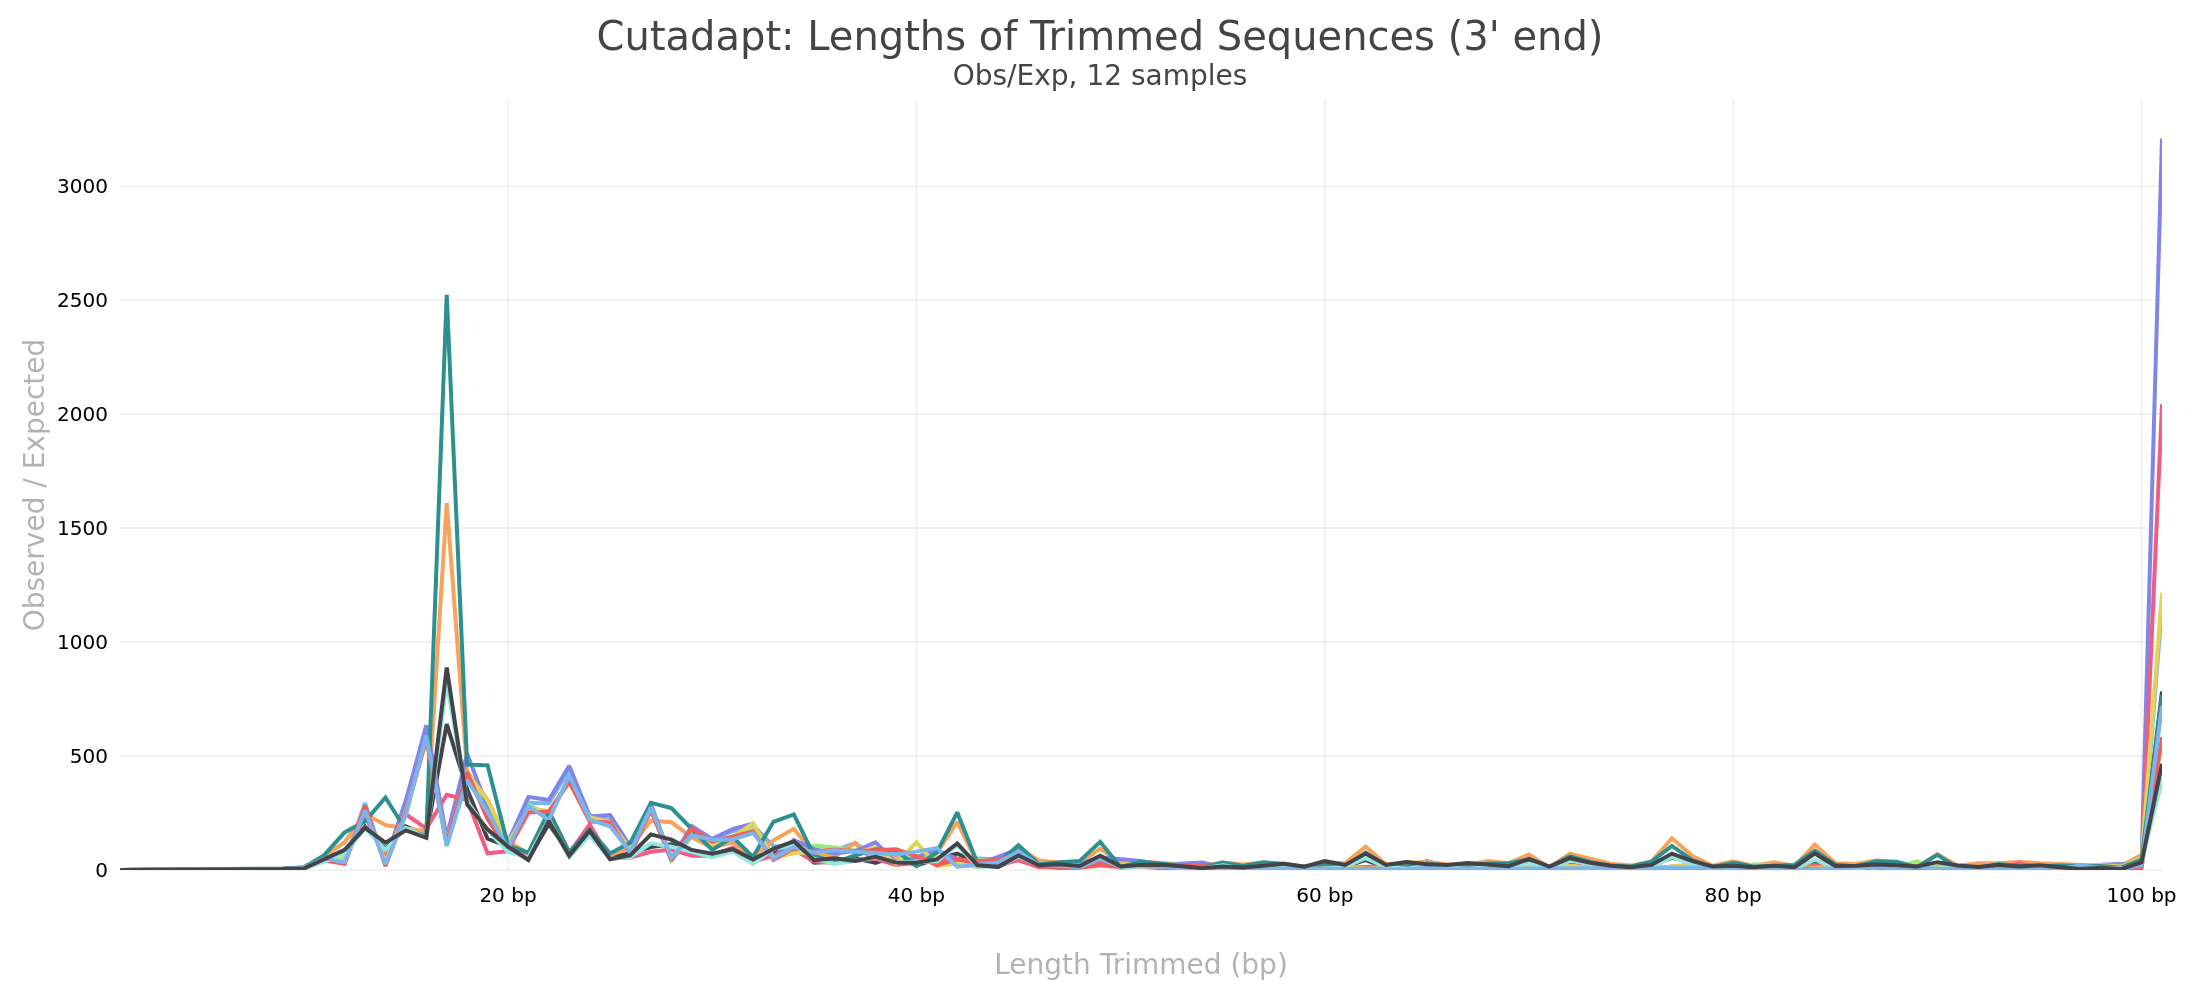 Cutadapt: Lengths of Trimmed Sequences (3' end)
Obs/Exp, 12 samples
Observed / Expected
3000
2500
2000
1500
1000
500
0
20 bp
40 bp
60 bp
80 bp
100 bp
Length Trimmed (bp)